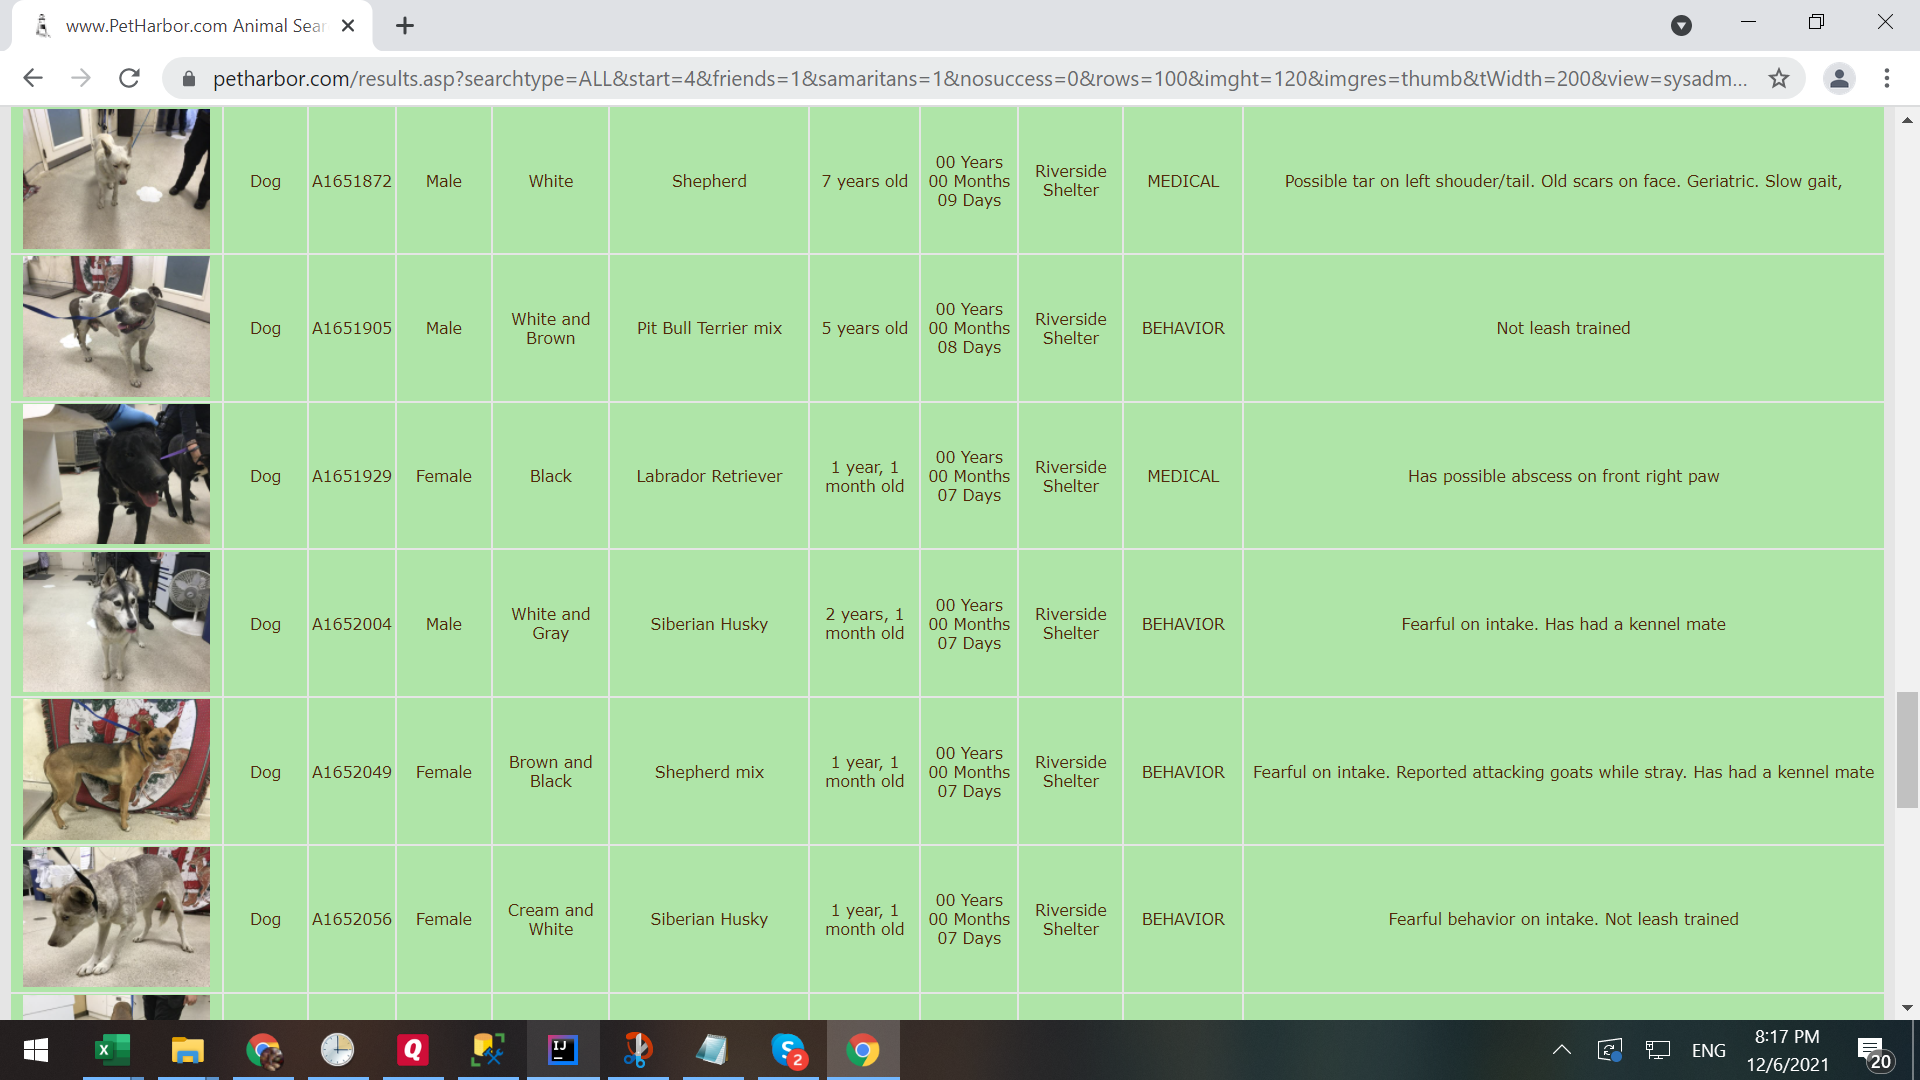 www.PetHarbor.com Animal Sear
petharbor.com/results.asp?searchtype=ALL&start=4&friends=1&samaritans=1&nosuccess=0&rows=100&imght=120&imgres=thumb&tWidth=200&view=sysadm...
Dog
A1651872
Male
White
Shepherd
7 years old
00 Years
00 Months
09 Days
Riverside
Shelter
MEDICAL
Possible tar on left shouder/tail. Old scars on face. Geriatric. Slow gait,
Dog
A1651905
Male
White and
Brown
Pit Bull Terrier mix
5 years old
00 Years
00 Months
08 Days
Riverside
Shelter
BEHAVIOR
Not leash trained
Dog
A1651929
Female
Black
Labrador Retriever
1 year, 1
month old
00 Years
00 Months
07 Days
Riverside
Shelter
MEDICAL
Has possible abscess on front right paw
Dog
A1652004
Male
White and
Gray
Siberian Husky
2 years, 1
month old
00 Years
00 Months
07 Days
Riverside
Shelter
BEHAVIOR
Fearful on intake. Has had a kennel mate
Dog
A1652049
Female
Brown and
Black
Shepherd mix
1 year, 1
month old
00 Years
00 Months
07 Days
Riverside
Shelter
BEHAVIOR
Fearful on intake. Reported attacking goats while stray. Has had a kennel mate
Dog
A1652056
Female
Cream and
White
Siberian Husky
1 year, 1
month old
00 Years
00 Months
07 Days
Riverside
Shelter
BEHAVIOR
Fearful behavior on intake. Not leash trained
X
Q
IJ
S
2
ENG
8:17 PM
12/6/2021
20